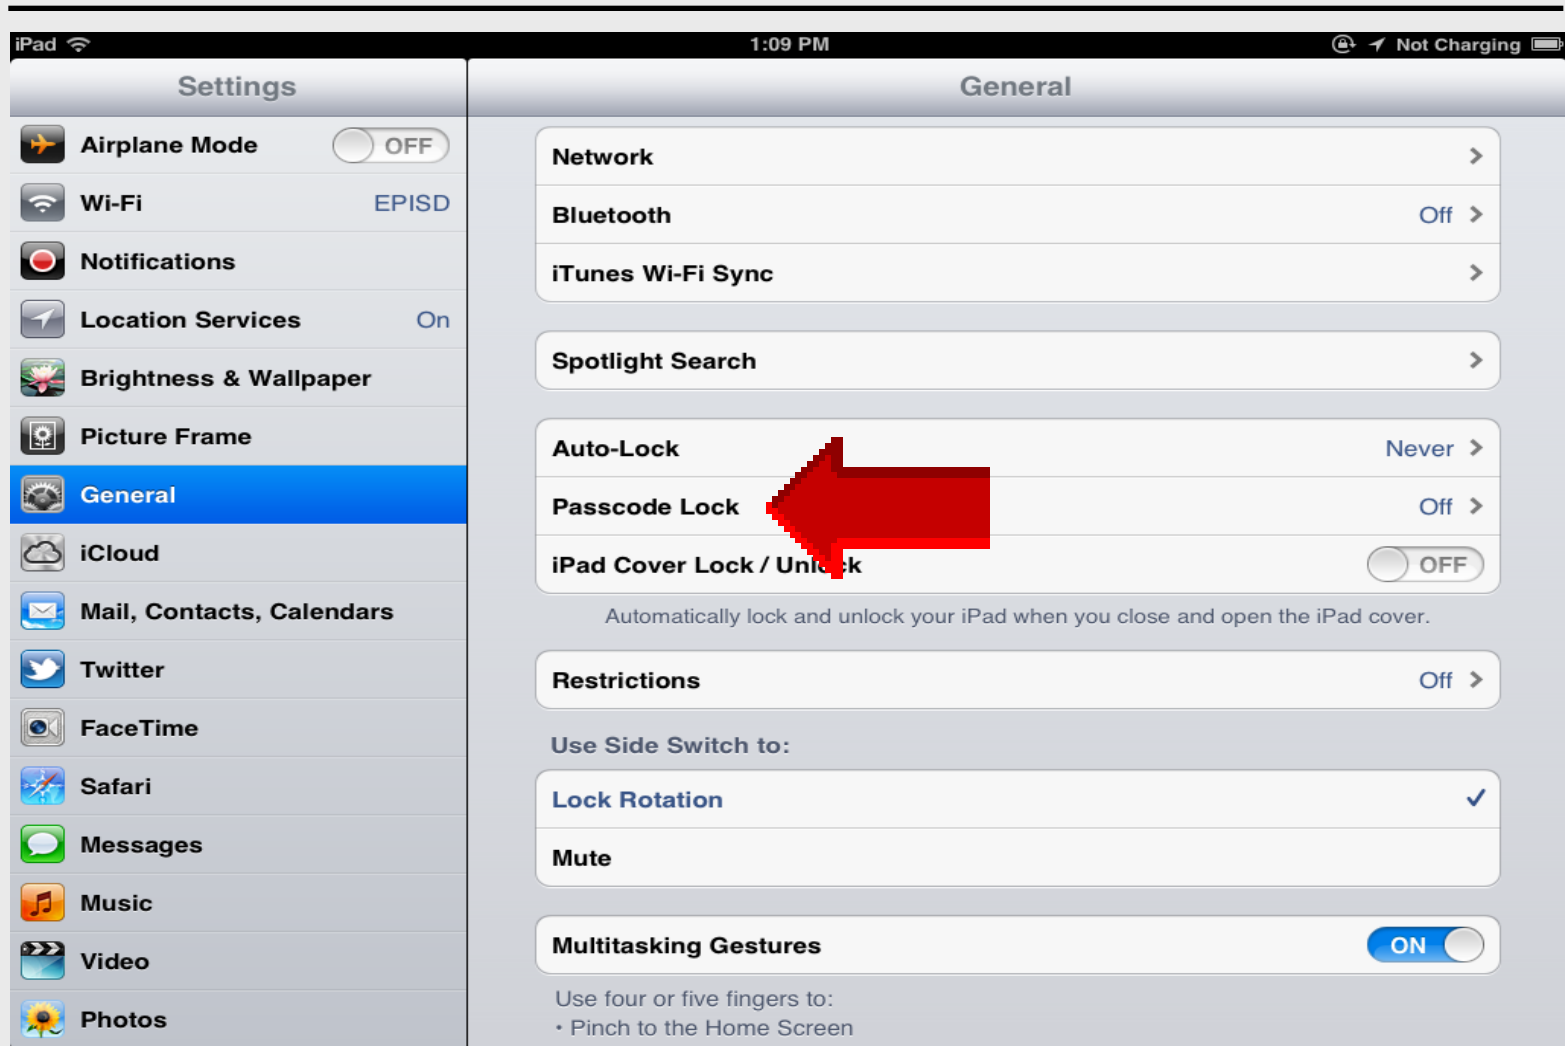 iPad 1:09 PM Not Charging
Settings
Airplane Mode OFF
Wi-Fi EPISD
Notifications
Location Services On
Brightness & Wallpaper
Picture Frame
General
iCloud
Mail, Contacts, Calendars
Twitter
FaceTime
Safari
Messages
Music
Video
Photos
General
Network
Bluetooth Off
iTunes Wi-Fi Sync
Spotlight Search
Auto-Lock Never
Passcode Lock Off
iPad Cover Lock / Unlock OFF
Automatically lock and unlock your iPad when you close and open the iPad cover.
Restrictions Off
Use Side Switch to:
Lock Rotation
Mute
Multitasking Gestures ON
Use four or five fingers to:
• Pinch to the Home Screen